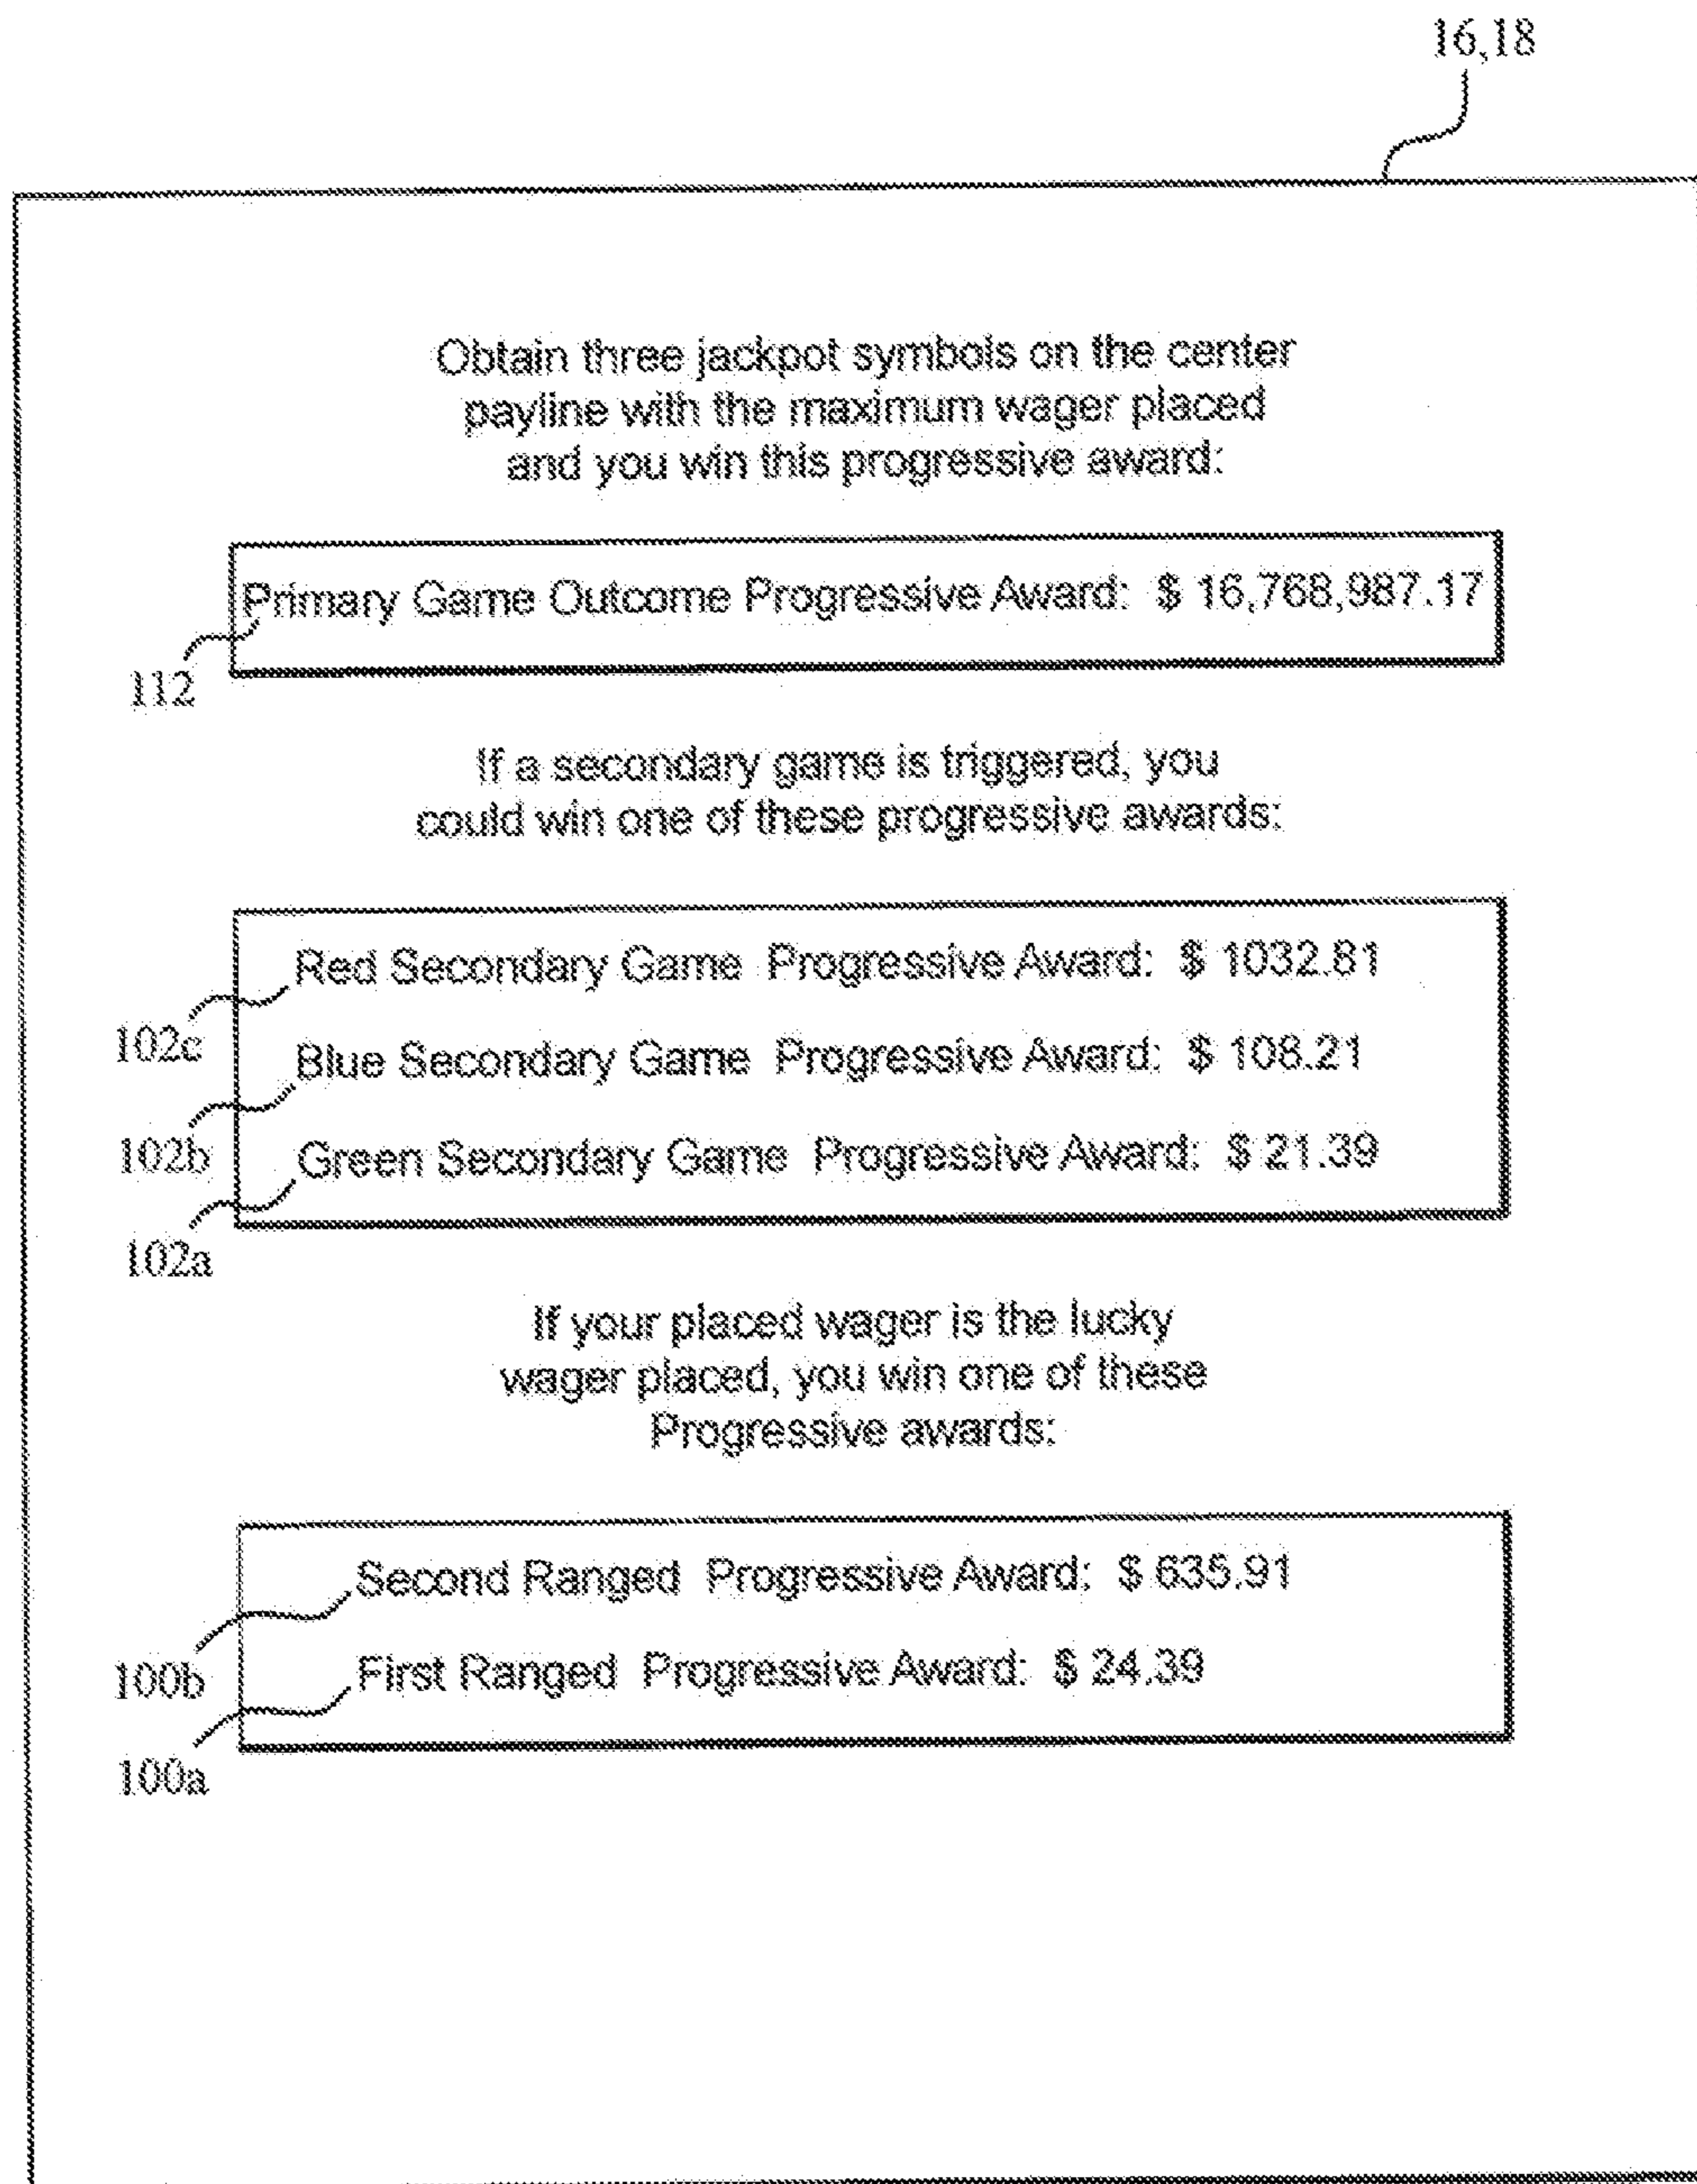 16,18
Obtain three jackpot symbols on the center
payline with the maximum wager placed
and you win this progressive award:
Primary Game Outcome Progressive Award: $ 16,768,987.17
112
If a secondary game is triggered, you
could win one of these progressive awards:
Red Secondary Game Progressive Award: $ 1032.81
102c
Blue Secondary Game Progressive Award: $ 108.21
102b
Green Secondary Game Progressive Award: $ 21.39
102a
If your placed wager is the lucky
wager placed, you win one of these
Progressive awards:
Second Ranged Progressive Award: $ 635.91
100b
First Ranged Progressive Award: $ 24.39
100a